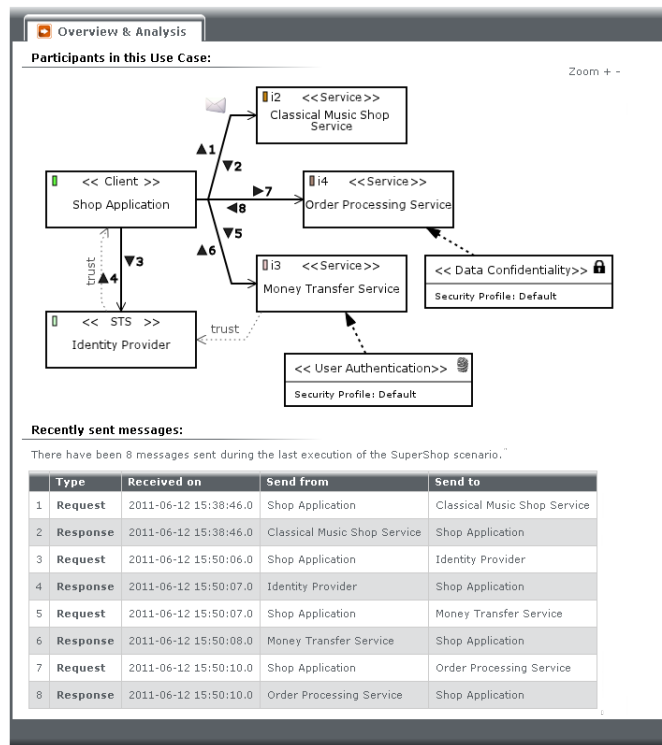 Overview & Analysis
Participants in this Use Case:
Zoom + -
i2 <<Service>>
Classical Music Shop
Service
▲1
▼2
<< Client >>
Shop Application
▶7
◀8
i4 <<Service>>
Order Processing Service
▼5
▲6
▼3
▲4
trust
i3 <<Service>>
Money Transfer Service
<< Data Confidentiality>>
Security Profile: Default
<< STS >>
Identity Provider
trust
<< User Authentication>>
Security Profile: Default
Recently sent messages:
There have been 8 messages sent during the last execution of the SuperShop scenario.
Type Received on Send from Send to
1 Request 2011-06-12 15:38:46.0 Shop Application Classical Music Shop Service
2 Response 2011-06-12 15:38:46.0 Classical Music Shop Service Shop Application
3 Request 2011-06-12 15:50:06.0 Shop Application Identity Provider
4 Response 2011-06-12 15:50:07.0 Identity Provider Shop Application
5 Request 2011-06-12 15:50:07.0 Shop Application Money Transfer Service
6 Response 2011-06-12 15:50:08.0 Money Transfer Service Shop Application
7 Request 2011-06-12 15:50:10.0 Shop Application Order Processing Service
8 Response 2011-06-12 15:50:10.0 Order Processing Service Shop Application